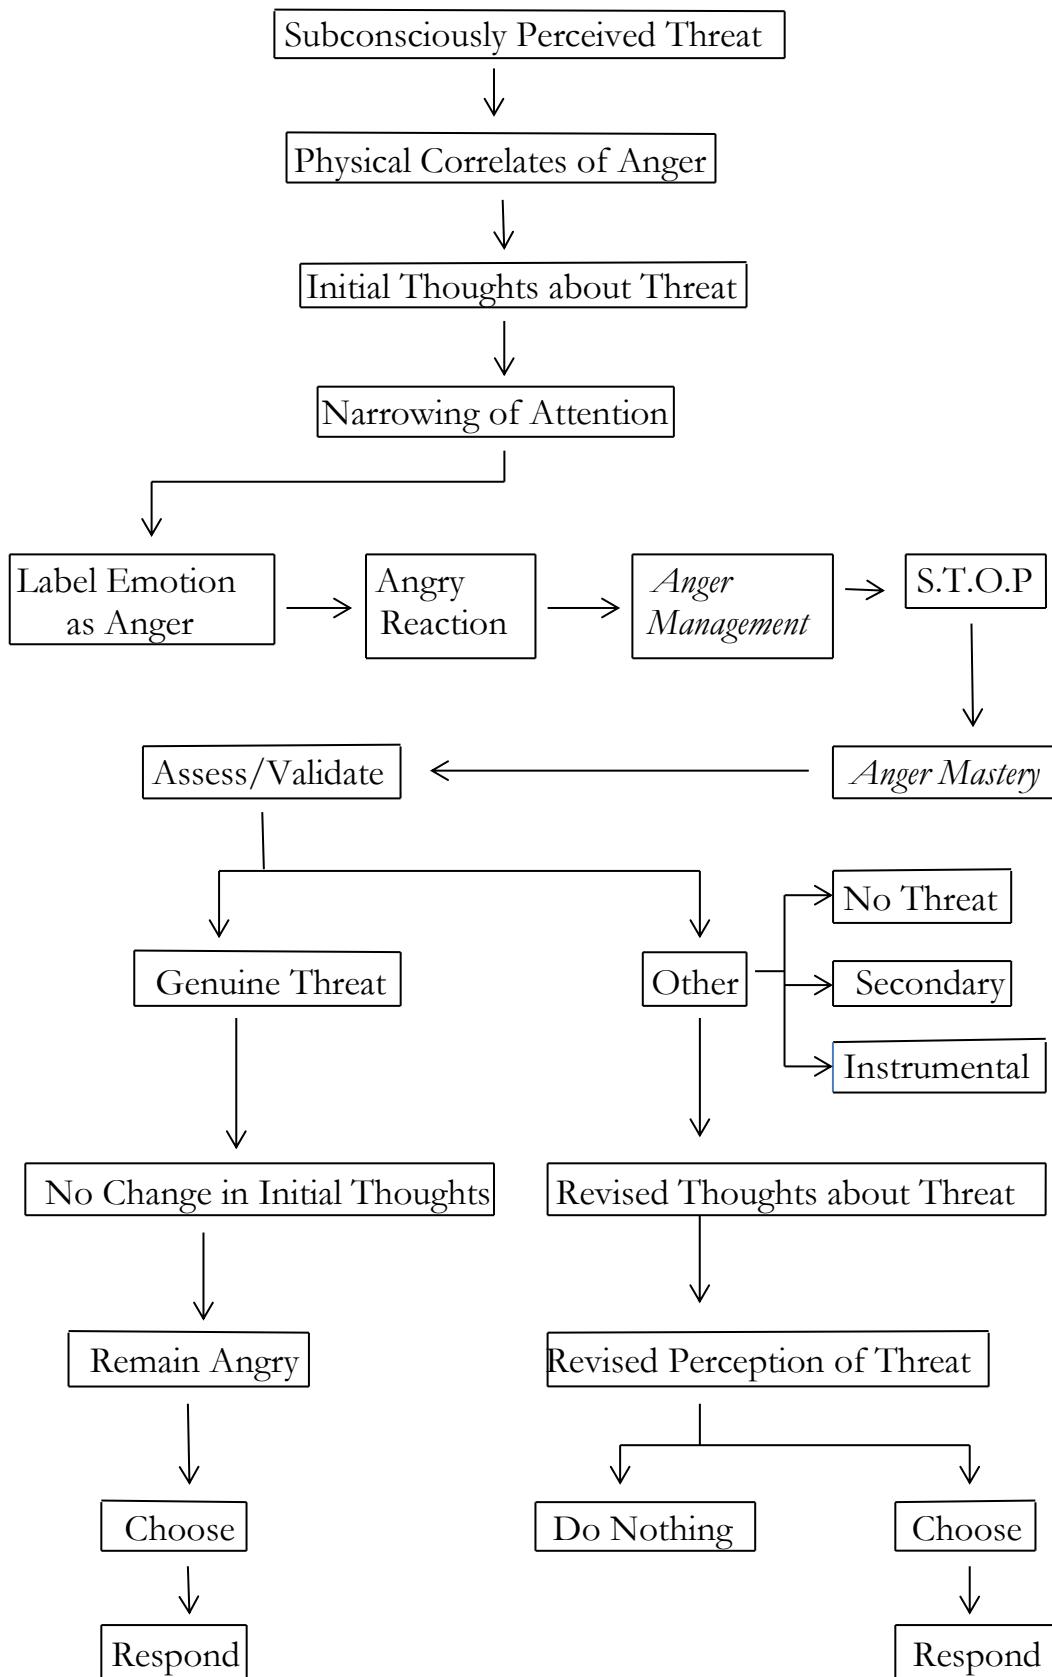 Subconsciously Perceived Threat
Physical Correlates of Anger
Initial Thoughts about Threat
Narrowing of Attention
Label Emotion
as Anger
Angry
Reaction
Anger
Management
S.T.O.P
Assess/Validate
Anger Mastery
No Threat
Genuine Threat
Other
Secondary
Instrumental
No Change in Initial Thoughts
Revised Thoughts about Threat
Remain Angry
Revised Perception of Threat
Choose
Do Nothing
Choose
Respond
Respond